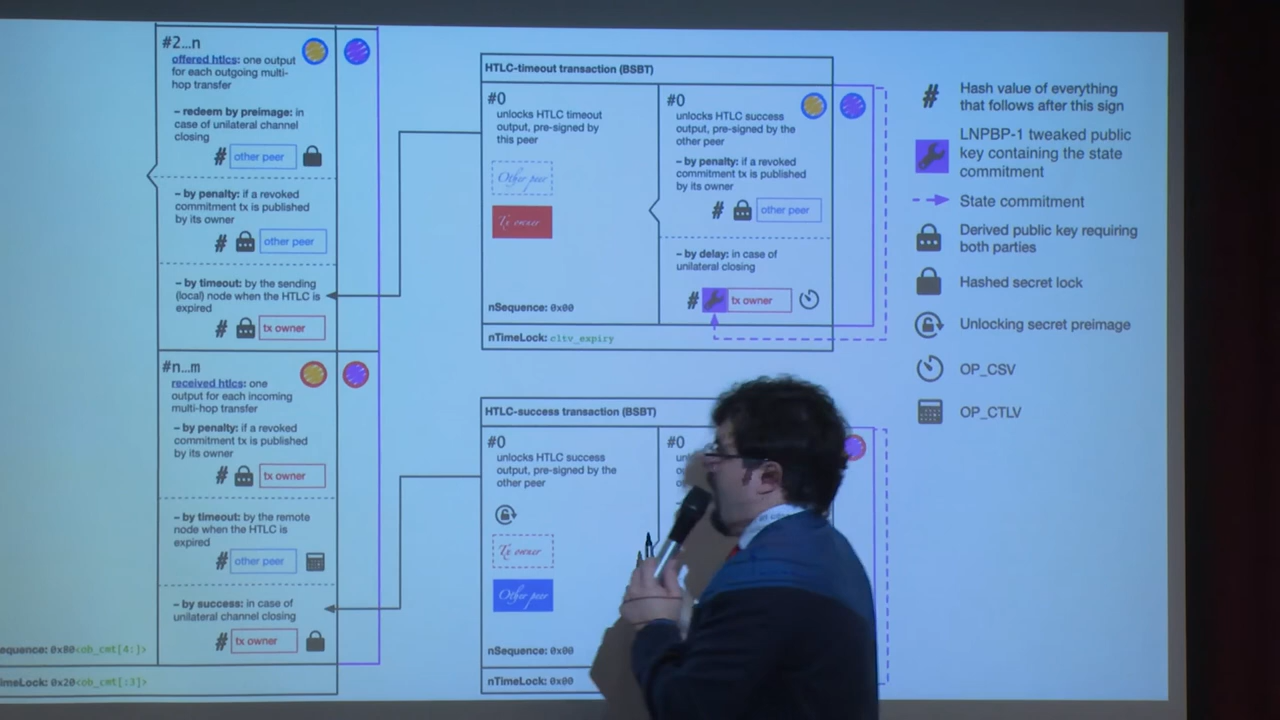 #2...n
offered htlcs: one output
for each outgoing multi-
hop transfer
– redeem by preimage: in
case of unilateral channel
closing
# other peer
– by penalty: if a revoked
commitment tx is published
by its owner
# other peer
– by timeout: by the sending
(local) node when the HTLC is
expired
# tx owner
#n...m
received htlcs: one
output for each incoming
multi-hop transfer
– by penalty: if a revoked
commitment tx is published
by its owner
# tx owner
– by timeout: by the remote
node when the HTLC is
expired
# other peer
– by success: in case of
unilateral channel closing
# tx owner
equence: 0x80<ob_cmt[4:]>
imeLock: 0x20<ob_cmt[:3]>
HTLC-timeout transaction (BSBT)
#0
unlocks HTLC timeout
output, pre-signed by
this peer
Other peer
Tx owner
nSequence: 0x00
#0
unlocks HTLC success
output, pre-signed by the
other peer
– by penalty: if a revoked
commitment tx is published
by its owner
# other peer
– by delay: in case of
unilateral closing
# tx owner
nTimeLock: cltv_expiry
HTLC-success transaction (BSBT)
#0
unlocks HTLC success
output, pre-signed by the
other peer
Tx owner
Other peer
nSequence: 0x00
#0
nTimeLock: 0x00
# Hash value of everything
that follows after this sign
LNPBP-1 tweaked public
key containing the state
commitment
State commitment
Derived public key requiring
both parties
Hashed secret lock
Unlocking secret preimage
OP_CSV
OP_CTLV